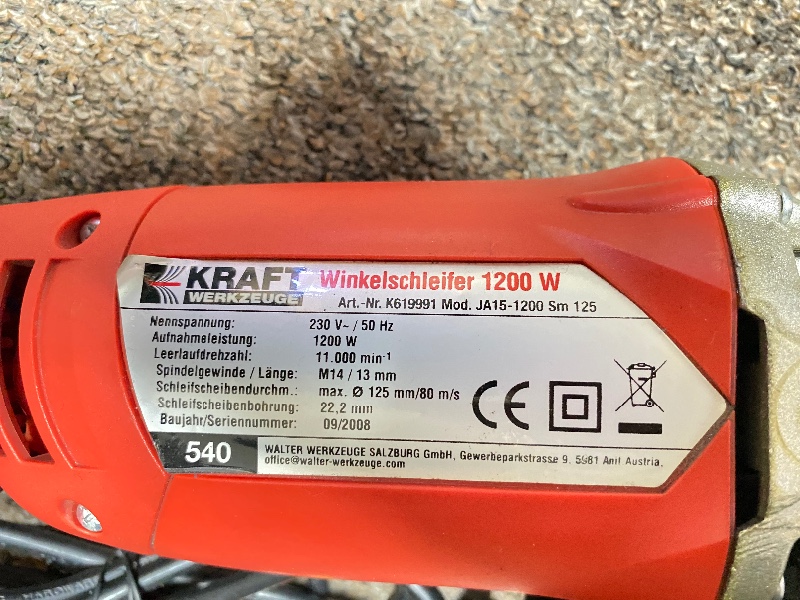 KRAFT WERKZEUGE
Winkelschleifer 1200 W
Art.-Nr. K619991 Mod. JA15-1200 Sm 125
Nennspannung: 230 V~ / 50 Hz
Aufnahmeleistung: 1200 W
Leerlaufdrehzahl: 11.000 min-1
Spindelgewinde / Länge: M14 / 13 mm
Schleifscheibendurchm.: max. Ø 125 mm/80 m/s
Schleifscheibenbohrung: 22,2 mm
Baujahr/Seriennummer: 09/2008
CE
540
WALTER WERKZEUGE SALZBURG GmbH, Gewerbeparkstrasse 9, 5081 Anif Austria,
office@walter-werkzeuge.com